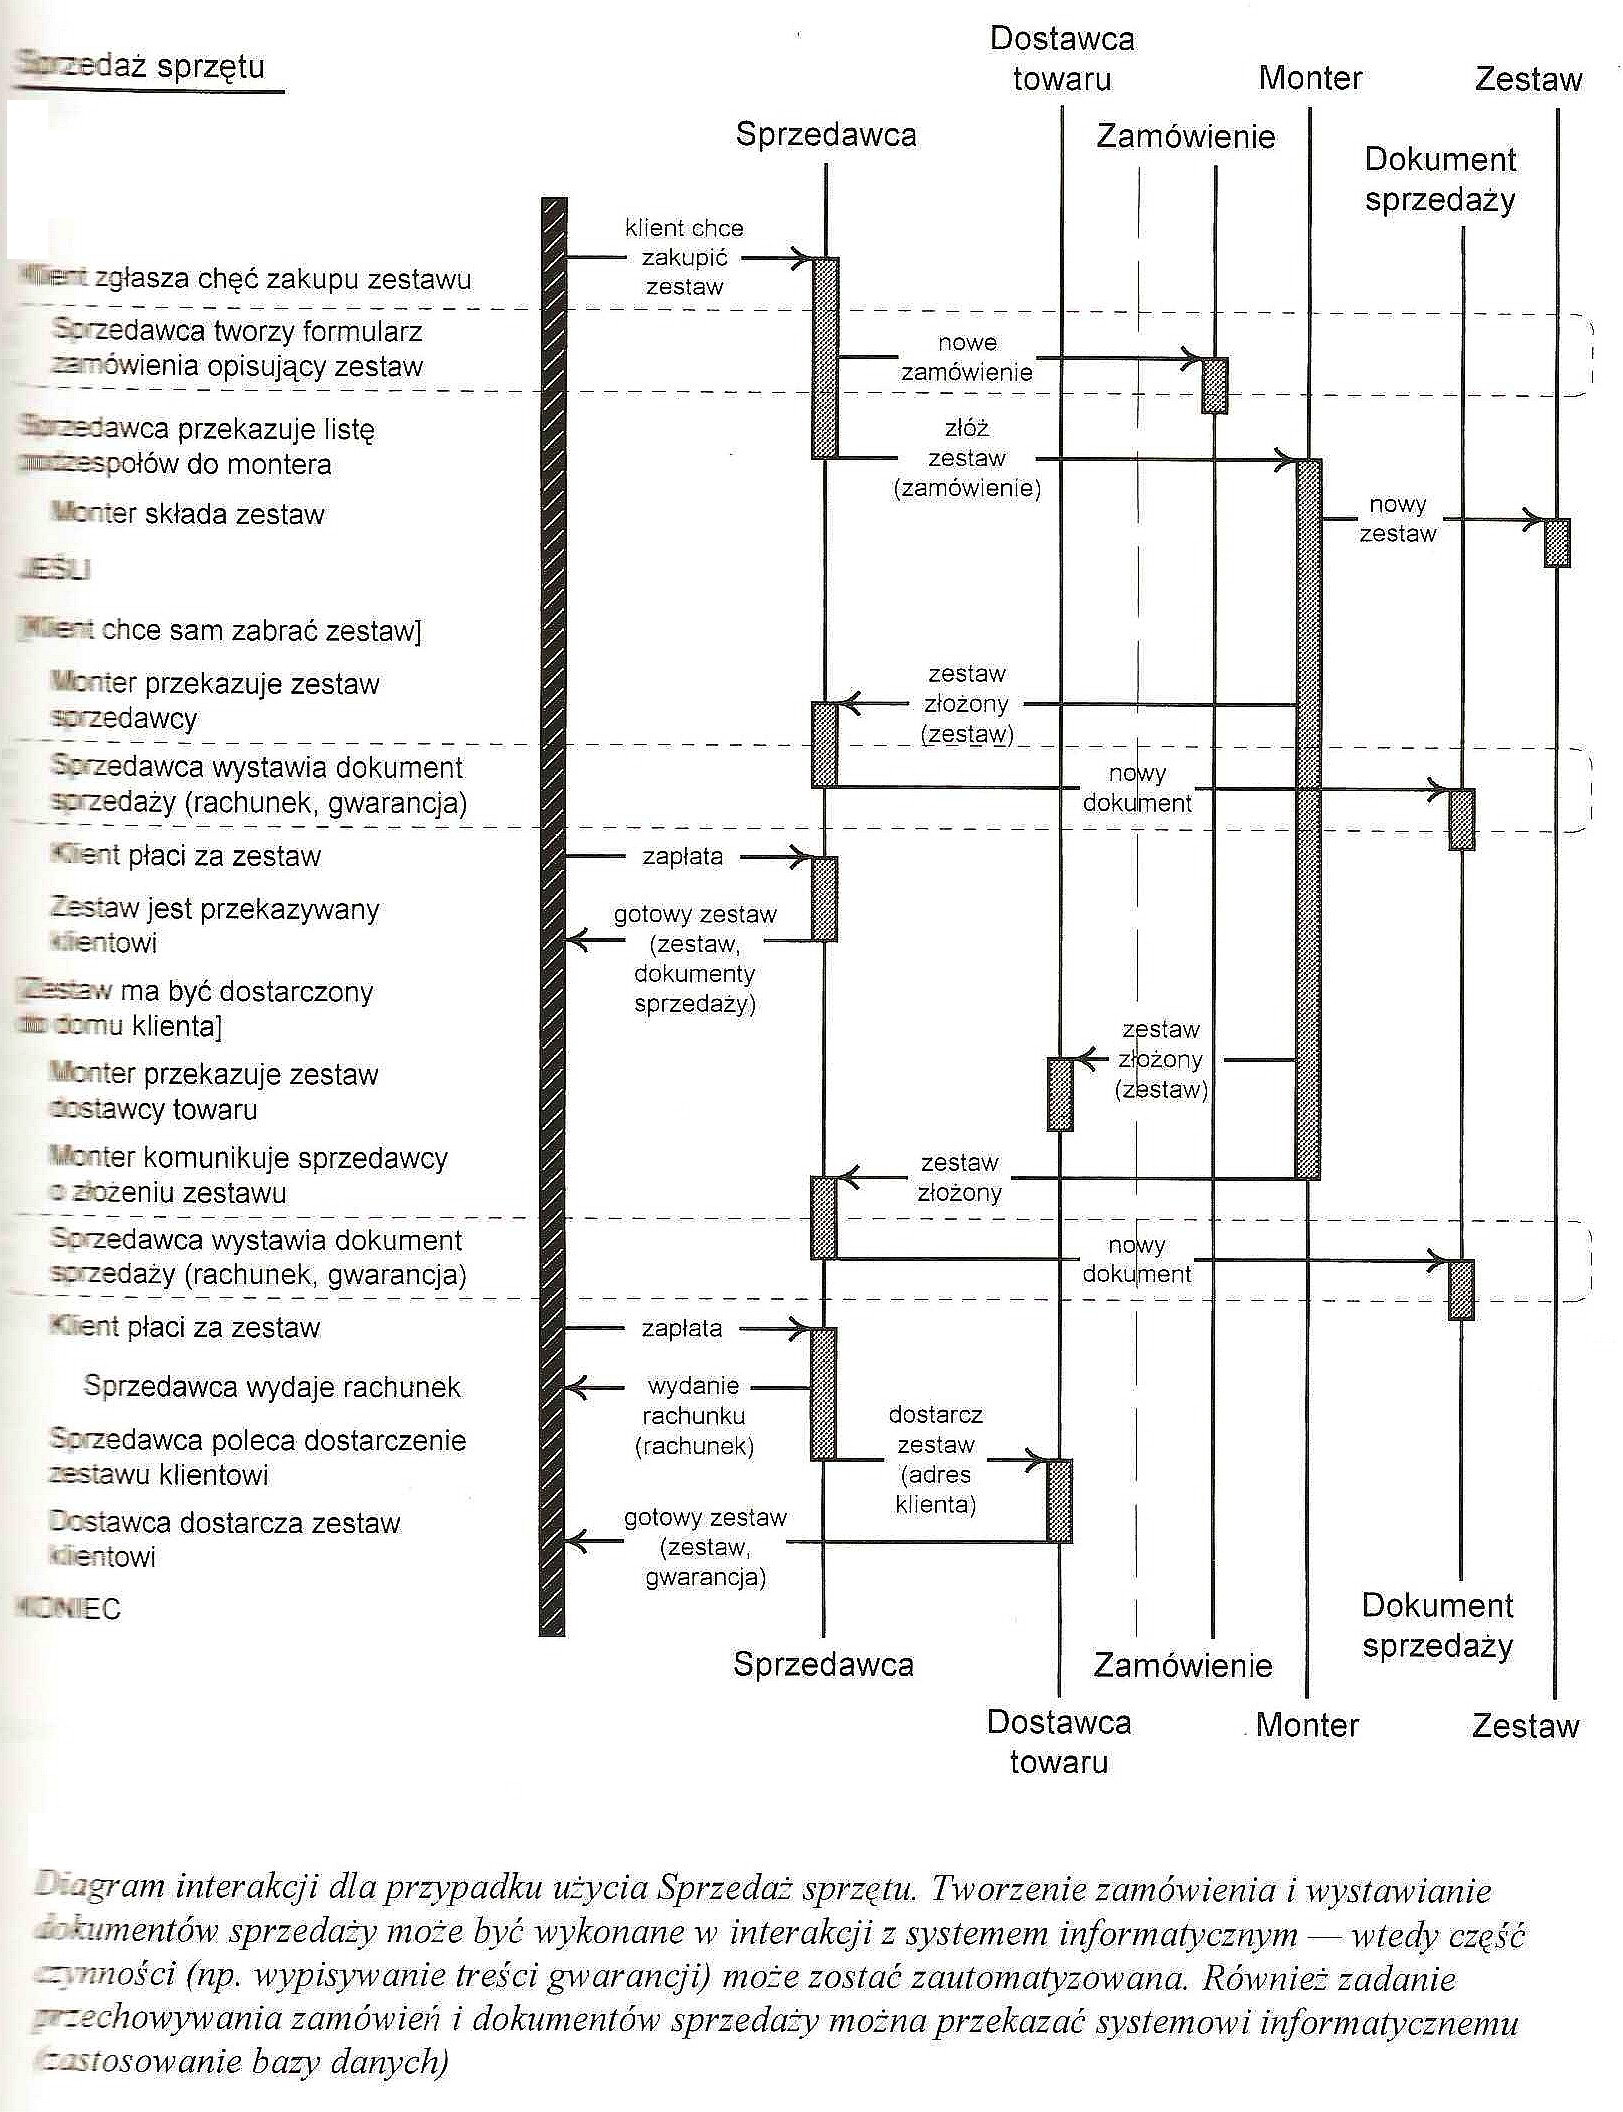 Sprzedaż sprzętu
Dostawca
towaru
Monter
Zestaw
Sprzedawca
Zamówienie
Dokument
sprzedaży
klient chce
zakupić
zestaw
Klient zgłasza chęć zakupu zestawu
Sprzedawca tworzy formularz
zamówienia opisujący zestaw
nowe
zamówienie
Sprzedawca przekazuje listę
podzespołów do montera
złóż
zestaw
(zamówienie)
Monter składa zestaw
nowy
zestaw
JEŚLI
[Klient chce sam zabrać zestaw]
Monter przekazuje zestaw
sprzedawcy
zestaw
złożony
(zestaw)
Sprzedawca wystawia dokument
sprzedaży (rachunek, gwarancja)
nowy
dokument
Klient płaci za zestaw
zapłata
Zestaw jest przekazywany
klientowi
gotowy zestaw
(zestaw,
dokumenty
sprzedaży)
[Zestaw ma być dostarczony
do domu klienta]
Monter przekazuje zestaw
dostawcy towaru
zestaw
złożony
(zestaw)
Monter komunikuje sprzedawcy
o złożeniu zestawu
zestaw
złożony
Sprzedawca wystawia dokument
sprzedaży (rachunek, gwarancja)
nowy
dokument
Klient płaci za zestaw
zapłata
Sprzedawca wydaje rachunek
wydanie
rachunku
(rachunek)
Sprzedawca poleca dostarczenie
zestawu klientowi
dostarcz
zestaw
(adres
klienta)
Dostawca dostarcza zestaw
klientowi
gotowy zestaw
(zestaw,
gwarancja)
KONIEC
Sprzedawca
Zamówienie
Dokument
sprzedaży
Dostawca
towaru
Monter
Zestaw
Diagram interakcji dla przypadku użycia Sprzedaż sprzętu. Tworzenie zamówienia i wystawianie
dokumentów sprzedaży może być wykonane w interakcji z systemem informatycznym — wtedy część
czynności (np. wypisywanie treści gwarancji) może zostać zautomatyzowana. Również zadanie
przechowywania zamówień i dokumentów sprzedaży można przekazać systemowi informatycznemu
(zastosowanie bazy danych)